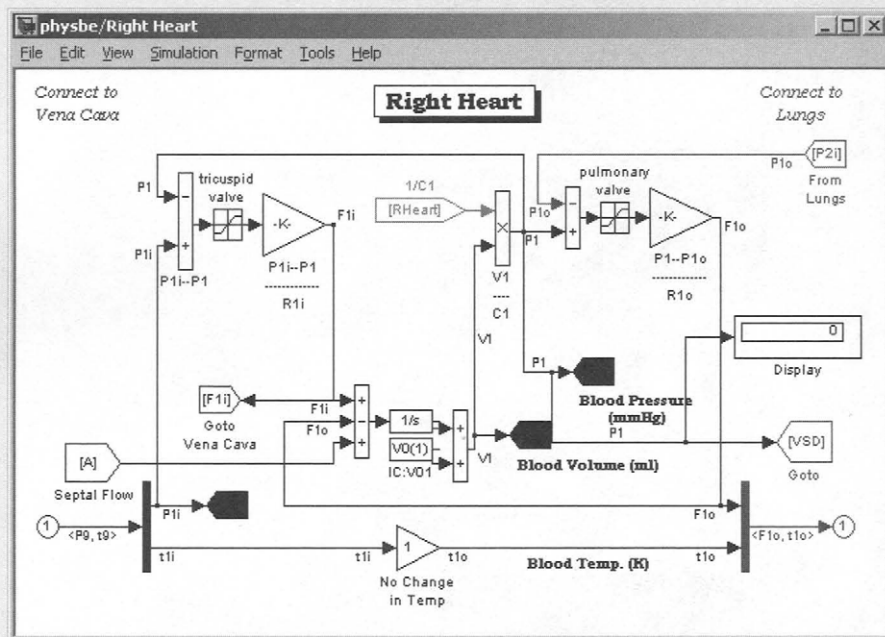 physbe/Right Heart
File Edit View Simulation Format Tools Help
Connect to
Vena Cava
Right Heart
Connect to
Lungs
P1
tricuspid
valve
-K-
F1i
P1i
P1i--P1
P1i--P1
R1i
1/C1
[RHeart]
X
P1
V1
C1
V1
P1o
pulmonary
valve
-K-
F1o
P1--P1o
R1o
P1o
[P2i]
From
Lungs
0
Display
P1
Blood Pressure
(mmHg)
P1
[F1i]
Goto
Vena Cava
F1i
F1o
1/s
V0(1)
IC:V01
V1
Blood Volume (ml)
[VSD]
Goto
[A]
Septal Flow
P1i
1
<P9, t9>
t1i
t1i
1
t1o
No Change
in Temp
Blood Temp. (K)
F1o
t1o
<F1o, t1o>
1